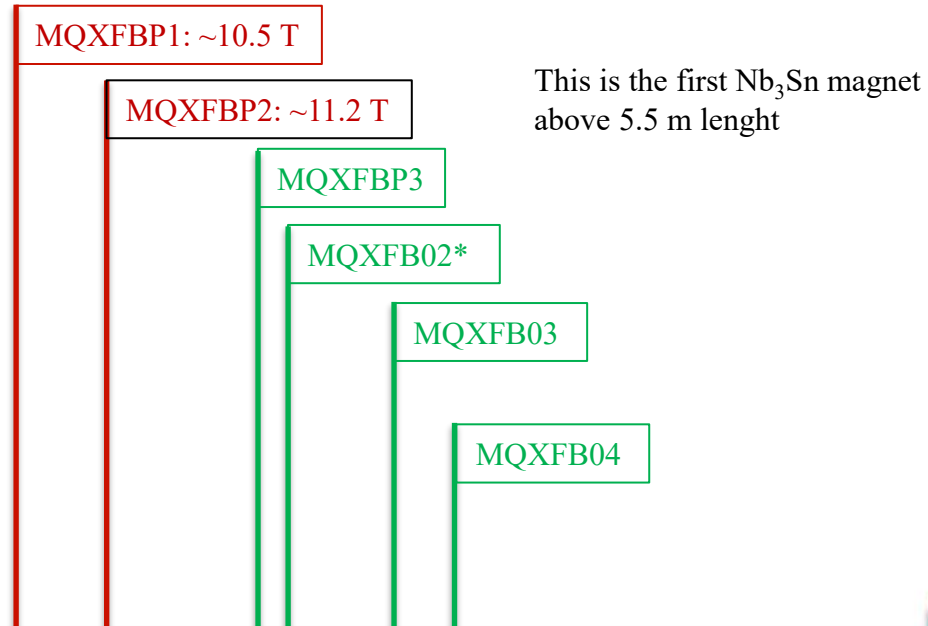 MQXFBP1: ~10.5 T
MQXFBP2: ~11.2 T
This is the first Nb₃Sn magnet
above 5.5 m lenght
MQXFBP3
MQXFB02*
MQXFB03
MQXFB04